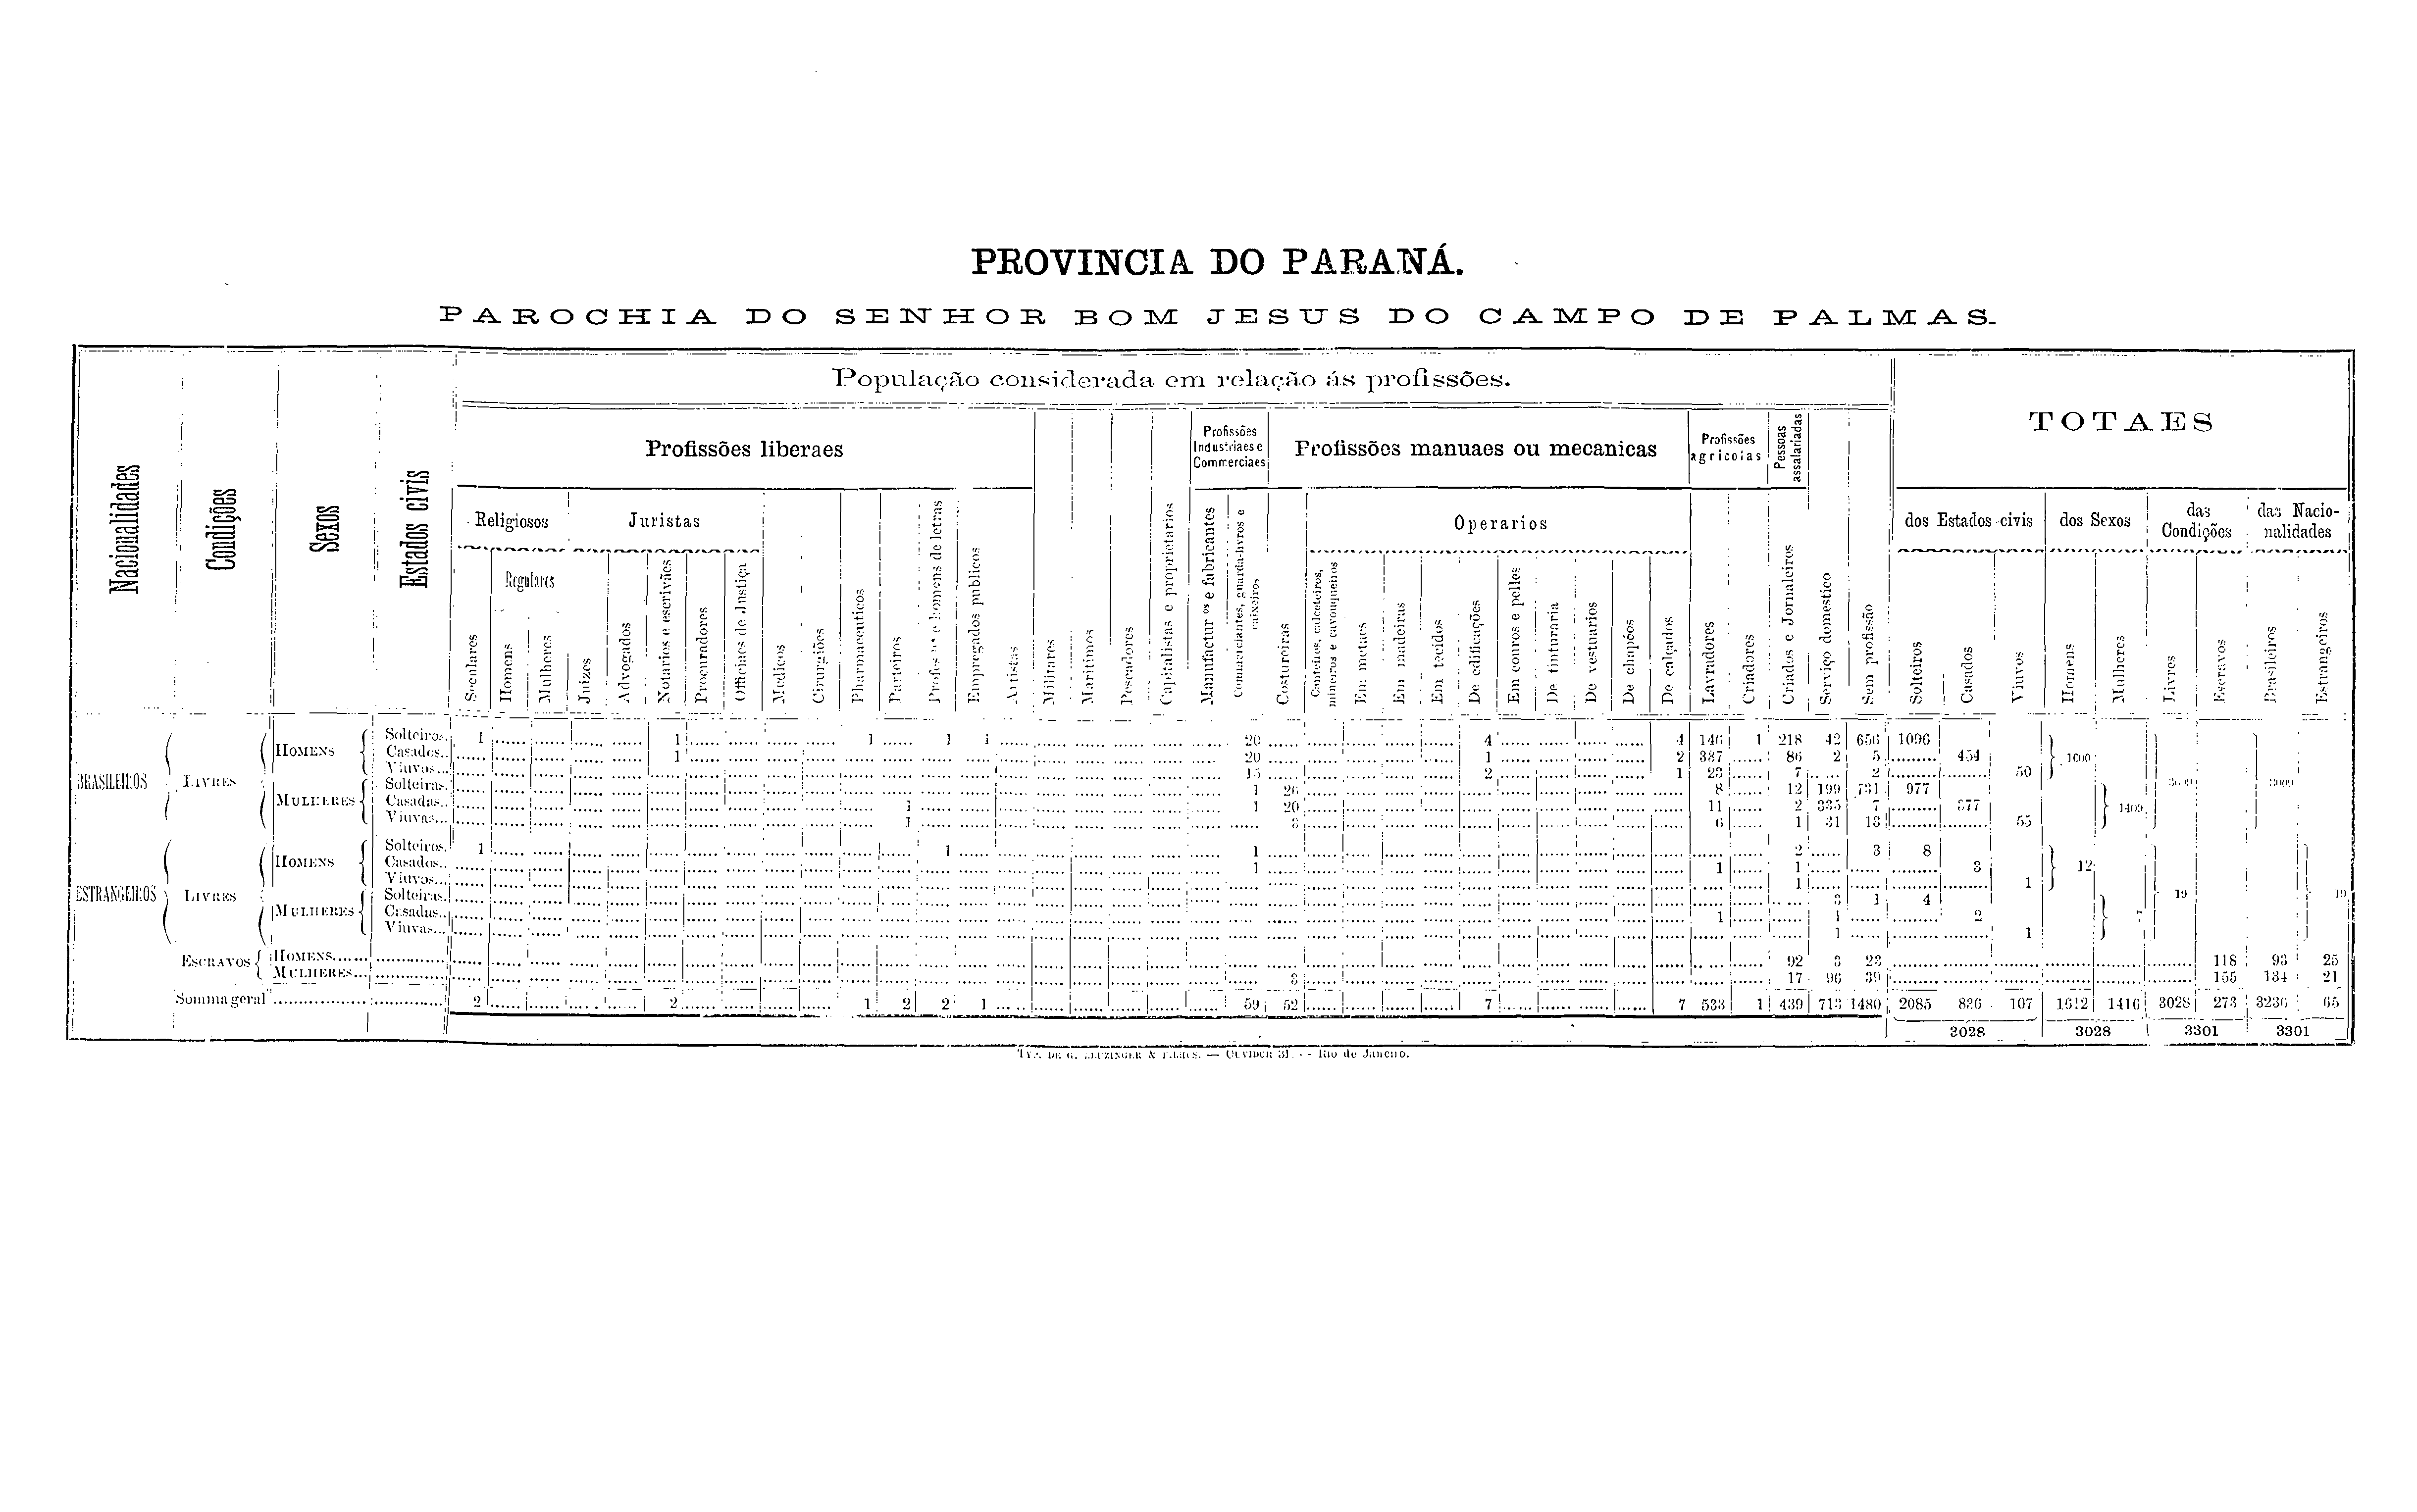 PROVINCIA DO PARANÁ.
PAROCHIA DO SENHOR BOM JESUS DO CAMPO DE PALMAS.
Nacionalidades
Condições
Sexos
Estados civis
População considerada em relação ás profissões.
TOTAES
Profissões liberaes
Profissões Industriaes e Commerciaes
Profissões manuaes ou mecanicas
Profissões agricolas
Pessoas assalariadas
Religiosos
Juristas
Operarios
dos Estados civis
dos Sexos
das Condições
das Nacionalidades
Regulares
Seculares
Homens
Mulheres
Juizes
Advogados
Notarios e escrivães
Procuradores
Officiaes de Justiça
Medicos
Cirurgiões
Pharmaceuticos
Parteiros
Profes.res e homens de letras
Empregados publicos
Artistas
Militares
Maritimos
Pescadores
Capitalistas e proprietarios
Manufactur.os e fabricantes
Commerciantes, guarda-livros e caixeiros
Costureiras
Canteiros, calceteiros, mineiros e cavouqueiros
Em metaes
Em madeiras
Em tecidos
De edificações
Em couros e pelles
De tinturaria
De vestuarios
De chapéos
De calçados
Lavradores
Criadores
Criados e Jornaleiros
Serviço domestico
Sem profissão
Solteiros
Casados
Viuvos
Homens
Mulheres
Livres
Escravos
Brasileiros
Estrangeiros
BRASILEIROS LIVRES HOMENS
Solteiros 1 1 1 1 1 20 4 4 146 1 218 42 656 1096
Casados 1 20 1 2 337 86 2 5 454
Viuvos 15 2 1 23 7 2 50
MULHERES
Solteiras 1 26 8 12 199 731 977
Casadas 1 1 20 11 2 335 7 377
Viuvas 1 3 6 1 31 13 55
1600 1409 3009 3009
ESTRANGEIROS LIVRES HOMENS
Solteiros 1 1 1 2 3 8
Casados 1 1 1 3
Viuvos 1 1
MULHERES
Solteiras 3 1 4
Casadas 1 1 2
Viuvas 1 1
12 7 19 19
ESCRAVOS HOMENS 92 3 23 118 93 25
MULHERES 3 17 96 39 155 134 21
Somma geral 2 2 1 2 2 1 59 52 7 7 533 1 439 713 1480 2085 836 107 1612 1416 3028 273 3236 65
3028 3028 3301 3301
TYP. DE G. LEUZINGER & FILHOS. — OUVIDOR 31. — Rio de Janeiro.